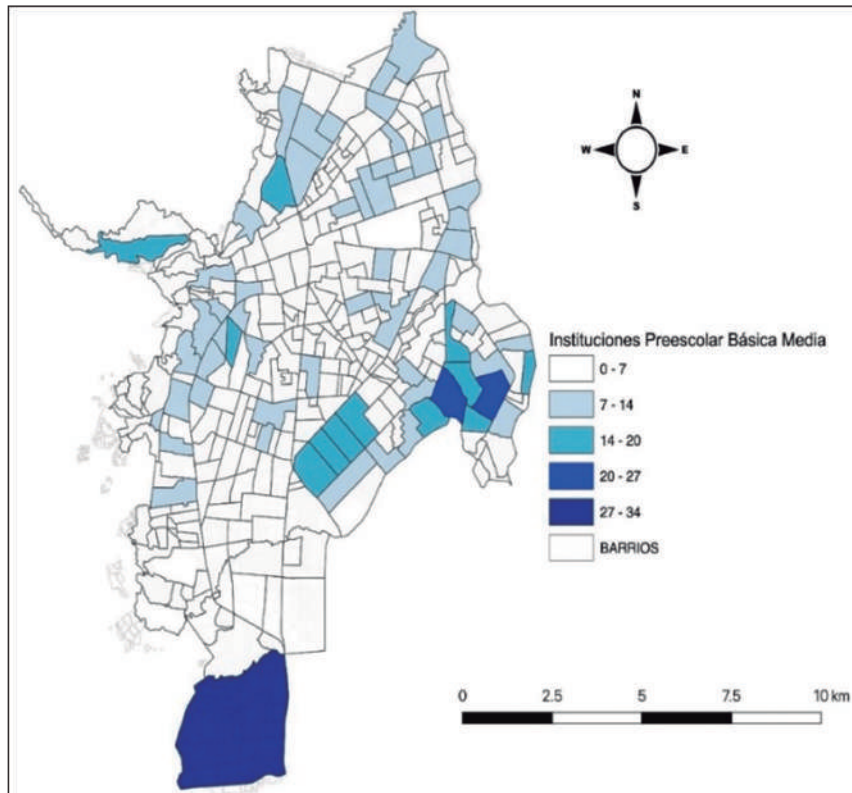 N
W
E
S
Instituciones Preescolar Básica Media
0 - 7
7 - 14
14 - 20
20 - 27
27 - 34
BARRIOS
0
2.5
5
7.5
10 km